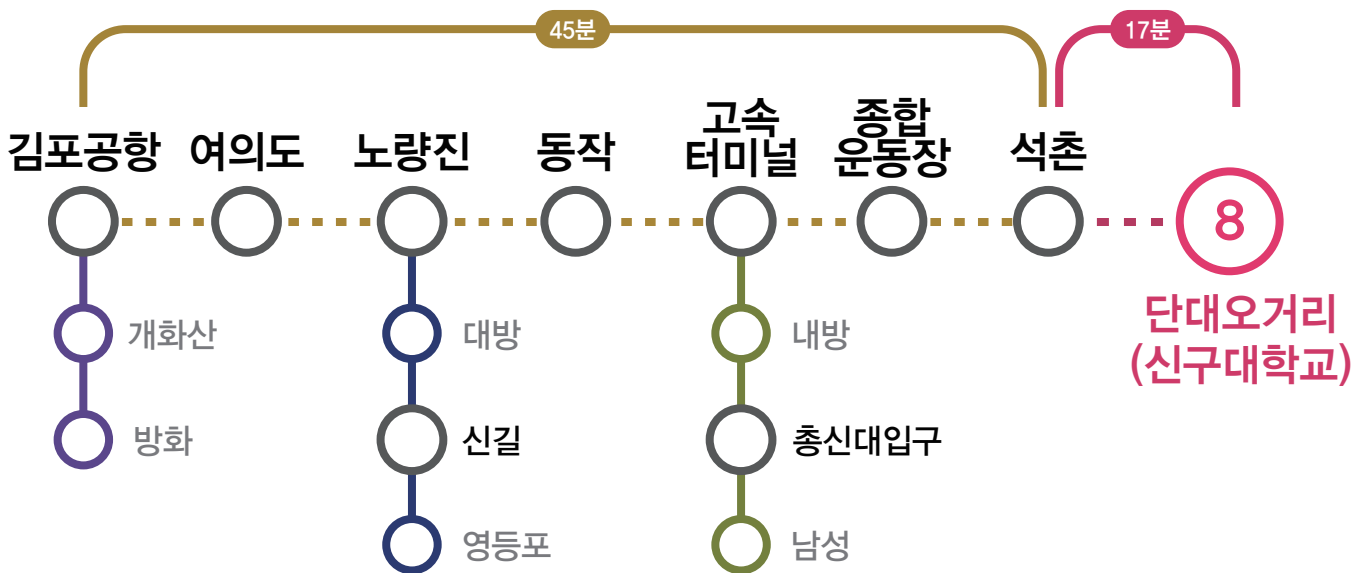 45분
17분
김포공항
여의도
노량진
동작
고속
터미널
종합
운동장
석촌
8
단대오거리
(신구대학교)
개화산
대방
내방
방화
신길
총신대입구
영등포
남성